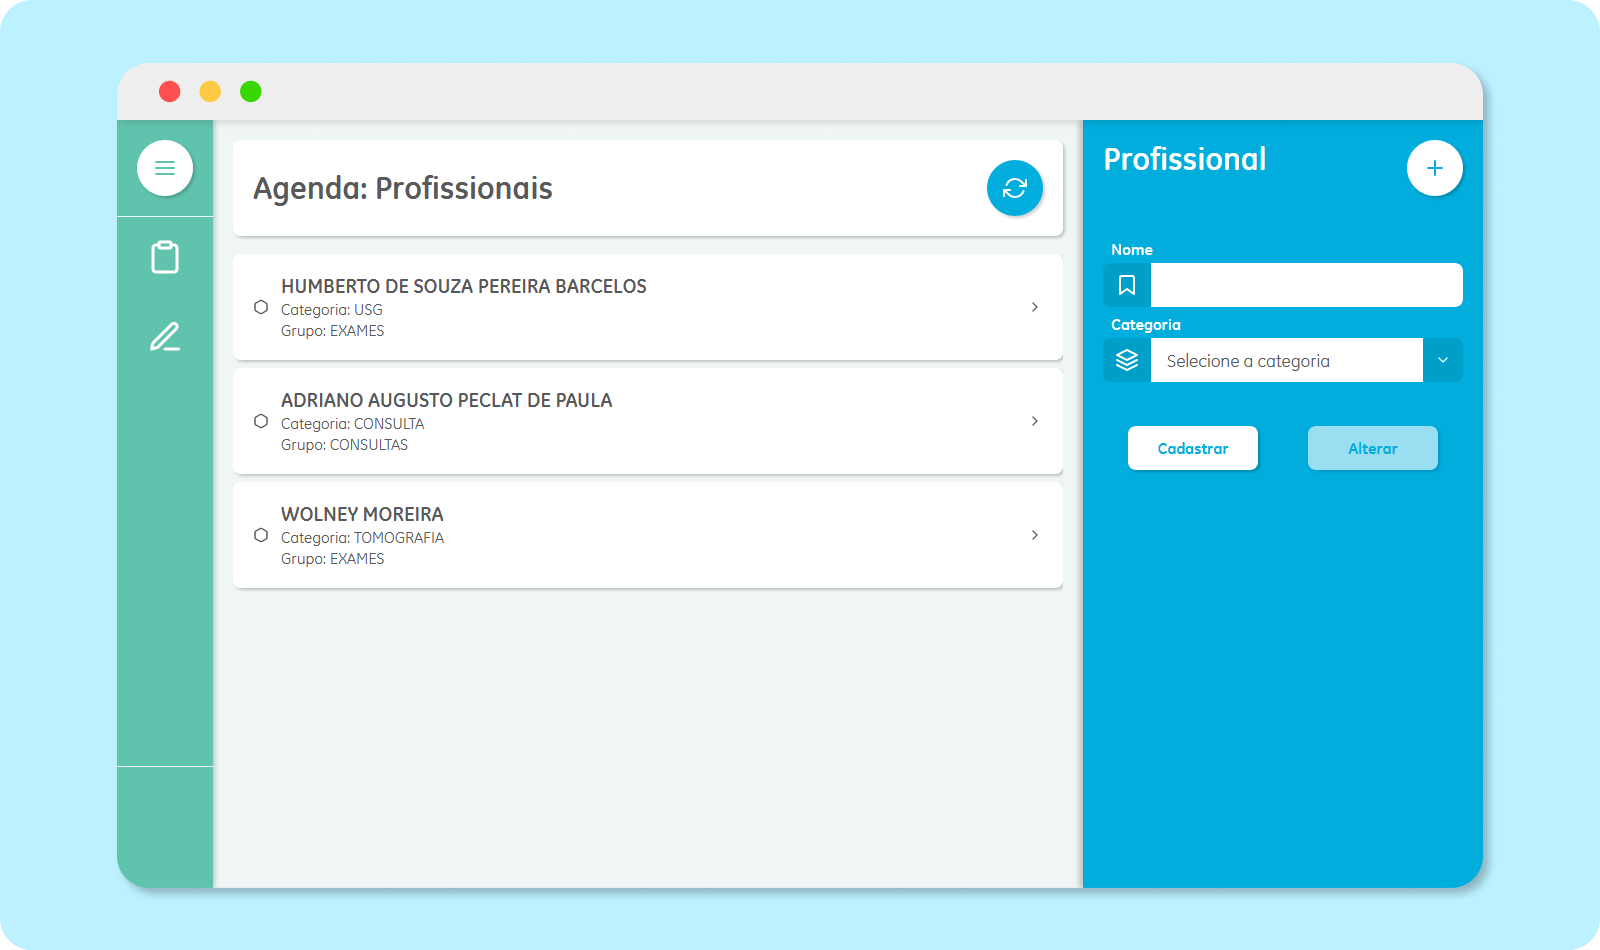 Agenda: Profissionais
HUMBERTO DE SOUZA PEREIRA BARCELOS
Categoria: USG
Grupo: EXAMES
ADRIANO AUGUSTO PECLAT DE PAULA
Categoria: CONSULTA
Grupo: CONSULTAS
WOLNEY MOREIRA
Categoria: TOMOGRAFIA
Grupo: EXAMES
Profissional
Nome
Categoria
Selecione a categoria
Cadastrar
Alterar